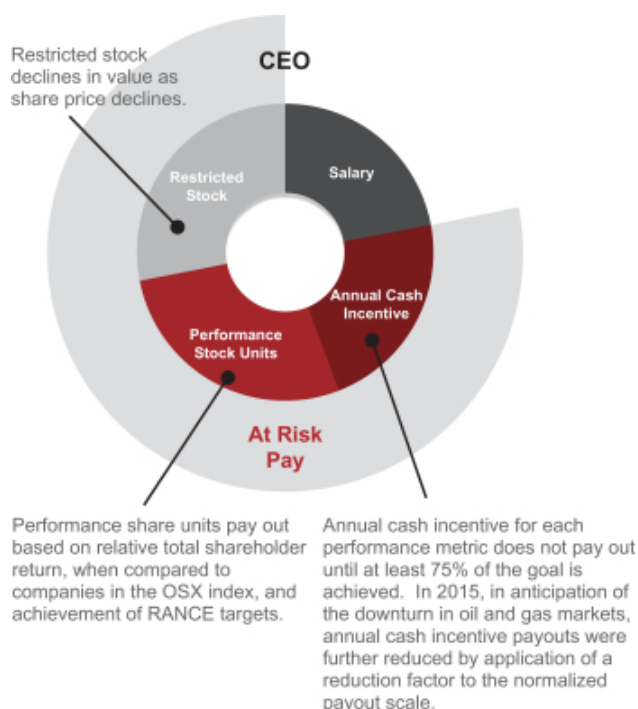 Restricted stock
declines in value as
share price declines.
CEO
Restricted
Stock
Salary
Annual Cash
Incentive
Performance
Stock Units
At Risk
Pay
Performance share units pay out
based on relative total shareholder
return, when compared to
companies in the OSX index, and
achievement of RANCE targets.
Annual cash incentive for each
performance metric does not pay out
until at least 75% of the goal is
achieved.  In 2015, in anticipation of
the downturn in oil and gas markets,
annual cash incentive payouts were
further reduced by application of a
reduction factor to the normalized
payout scale.